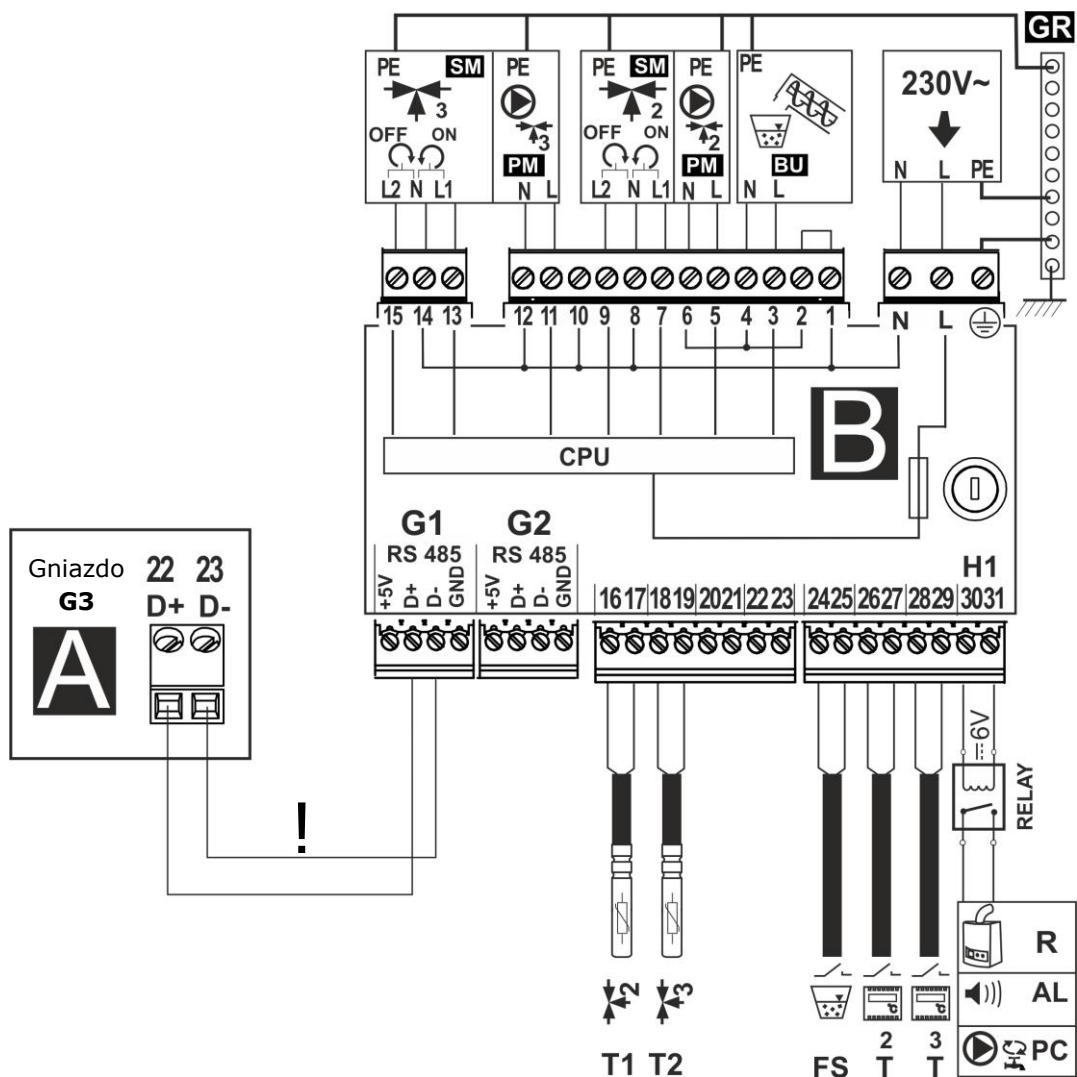 GR
PE SM PE PE SM PE PE
230V~
3 2
OFF ON 3 OFF ON 2
PM PM BU
N L PE
L2 N L1 N L L2 N L1 N L N L
15 14 13 12 11 10 9 8 7 6 5 4 3 2 1 N L
B
CPU
G1 G2
RS 485 RS 485
H1
+5V D+ D- GND +5V D+ D- GND
16 17 18 19 20 21 22 23 24 25 26 27 28 29 30 31
Gniazdo 22 23
G3 D+ D-
A
!
6V
RELAY
R
2 3
AL
2 3
T1 T2 FS T T PC
°C °C